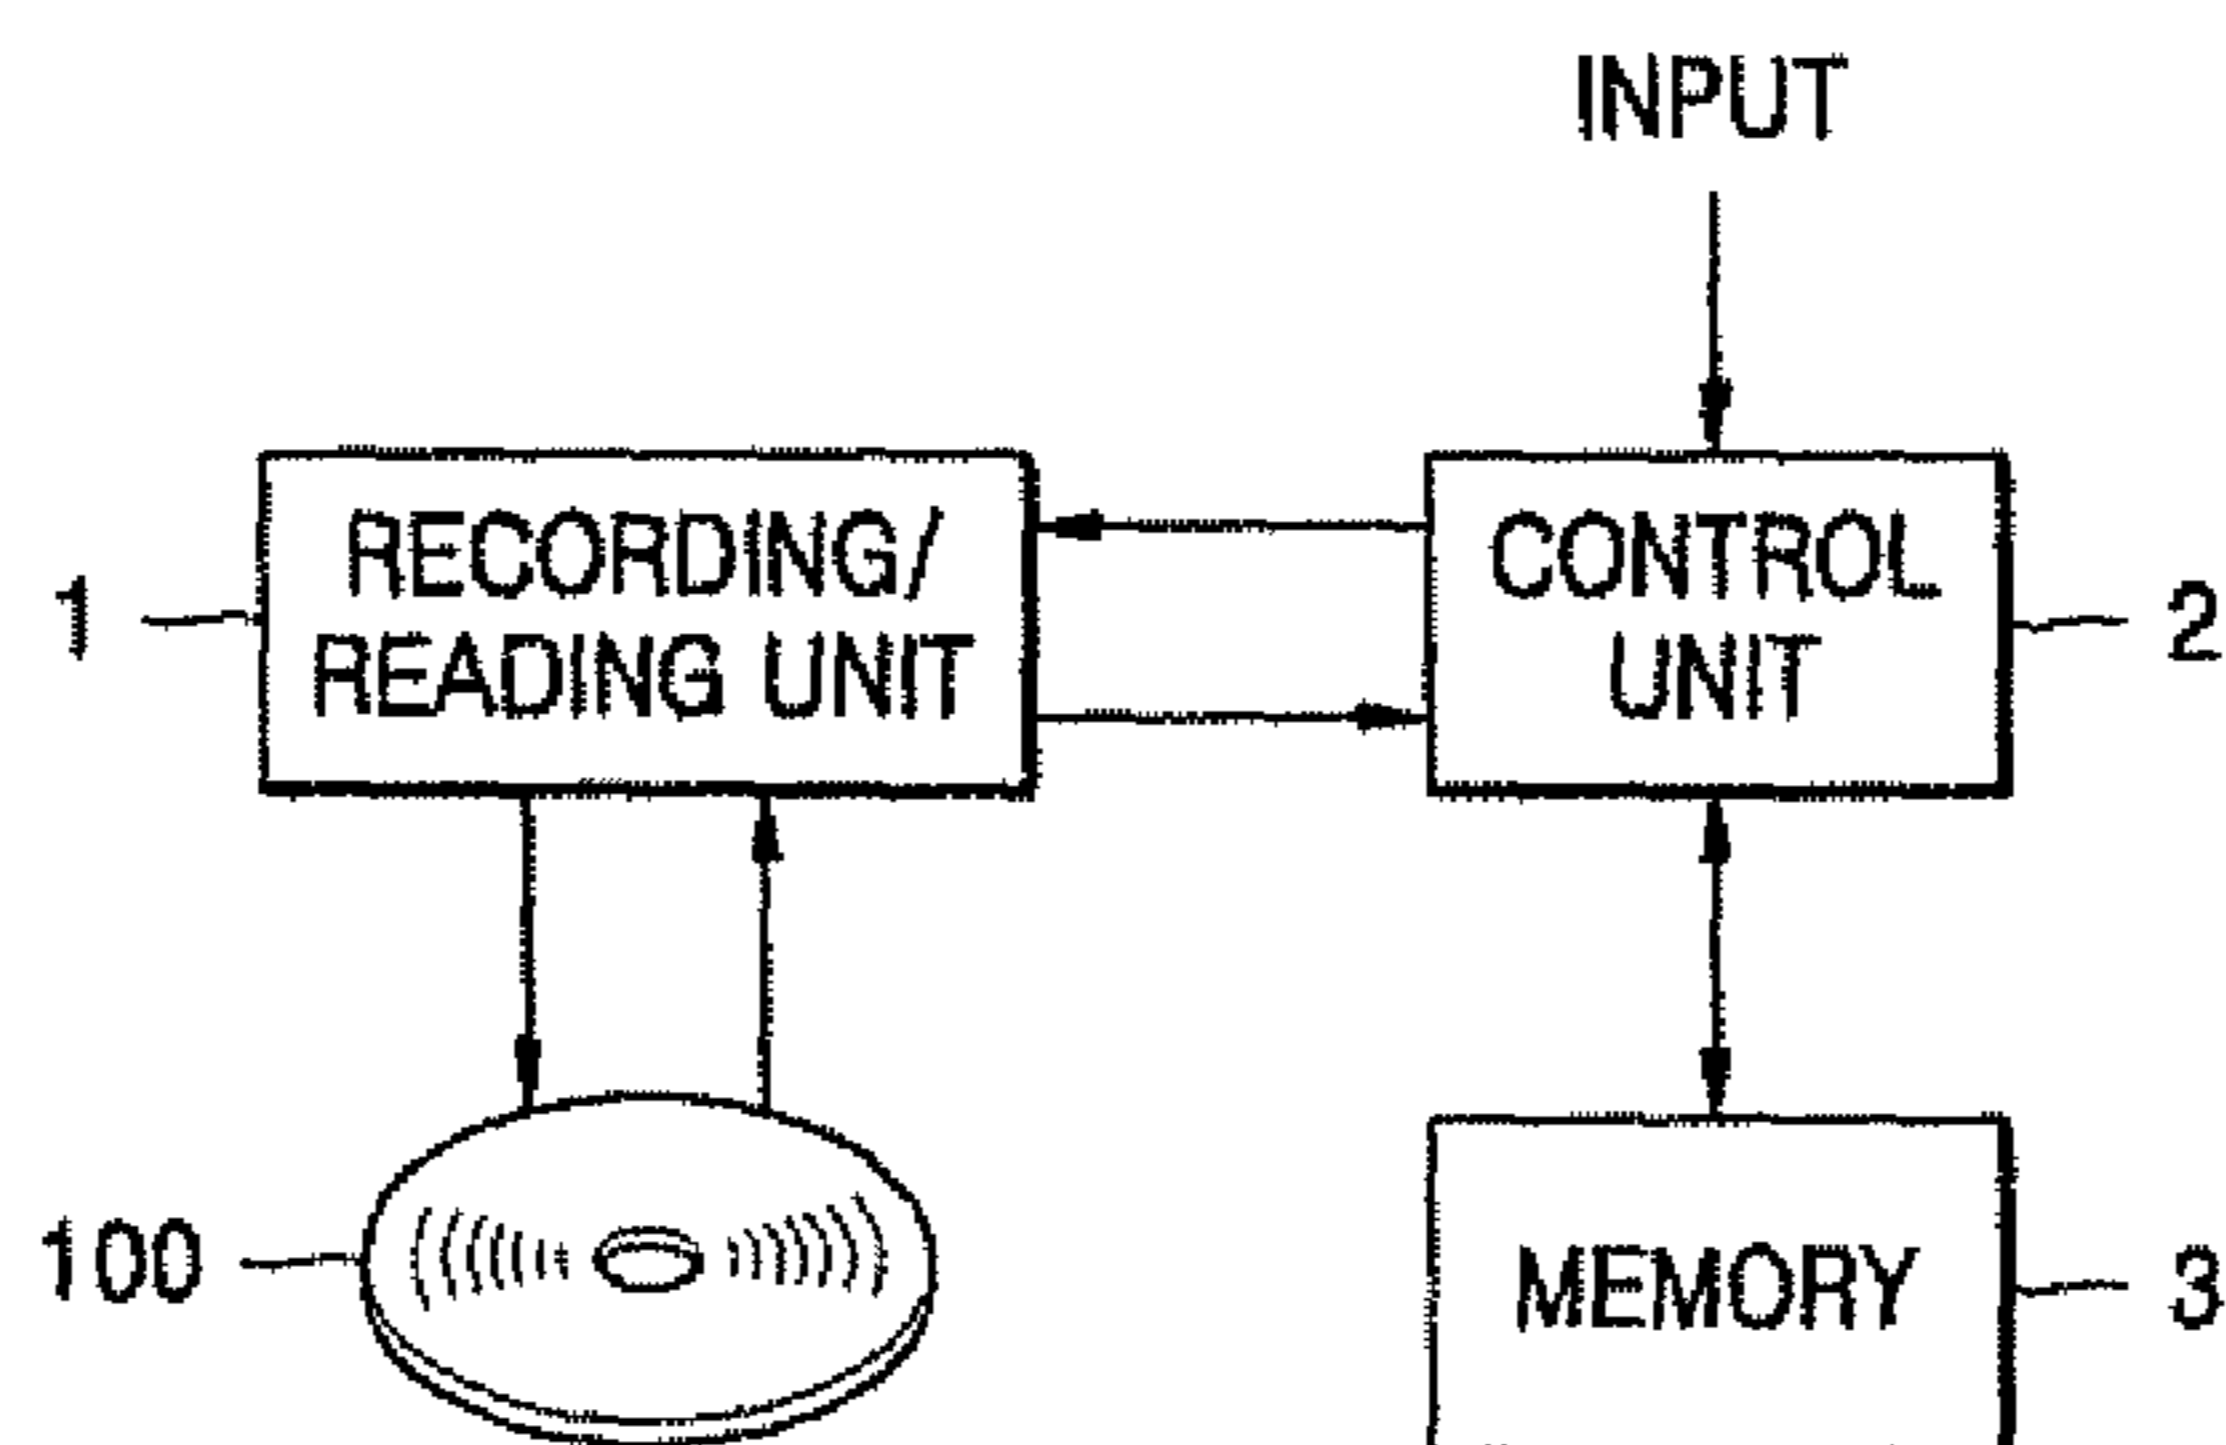 INPUT
RECORDING/
READING UNIT
CONTROL
UNIT
1
2
100
MEMORY
3